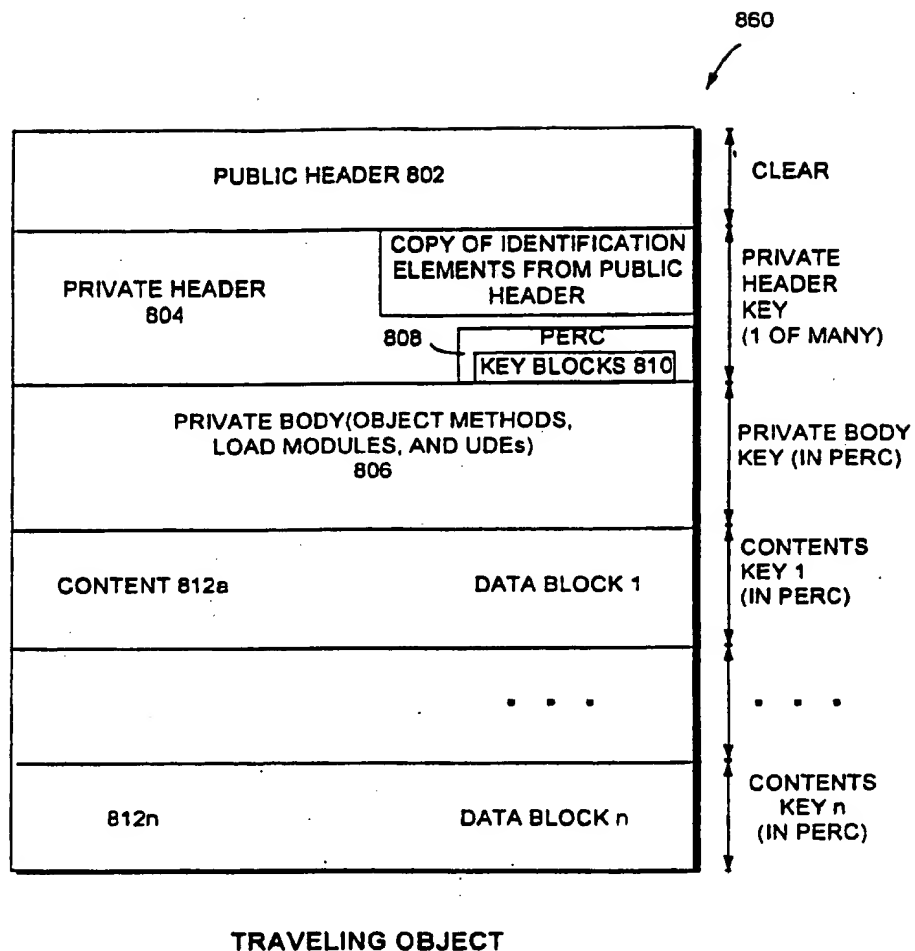 860
PUBLIC HEADER 802
CLEAR
PRIVATE HEADER
804
COPY OF IDENTIFICATION
ELEMENTS FROM PUBLIC
HEADER
808
PERC
KEY BLOCKS 810
PRIVATE
HEADER
KEY
(1 OF MANY)
PRIVATE BODY(OBJECT METHODS,
LOAD MODULES, AND UDEs)
806
PRIVATE BODY
KEY (IN PERC)
CONTENT 812a
DATA BLOCK 1
CONTENTS
KEY 1
(IN PERC)
. . .
. . .
812n
DATA BLOCK n
CONTENTS
KEY n
(IN PERC)
TRAVELING OBJECT